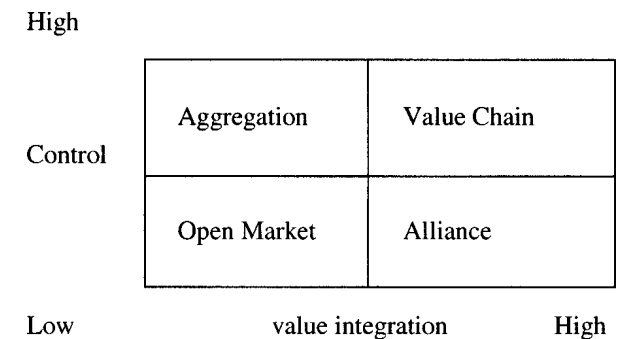 High
Aggregation Value Chain
Control
Open Market Alliance
Low value integration High